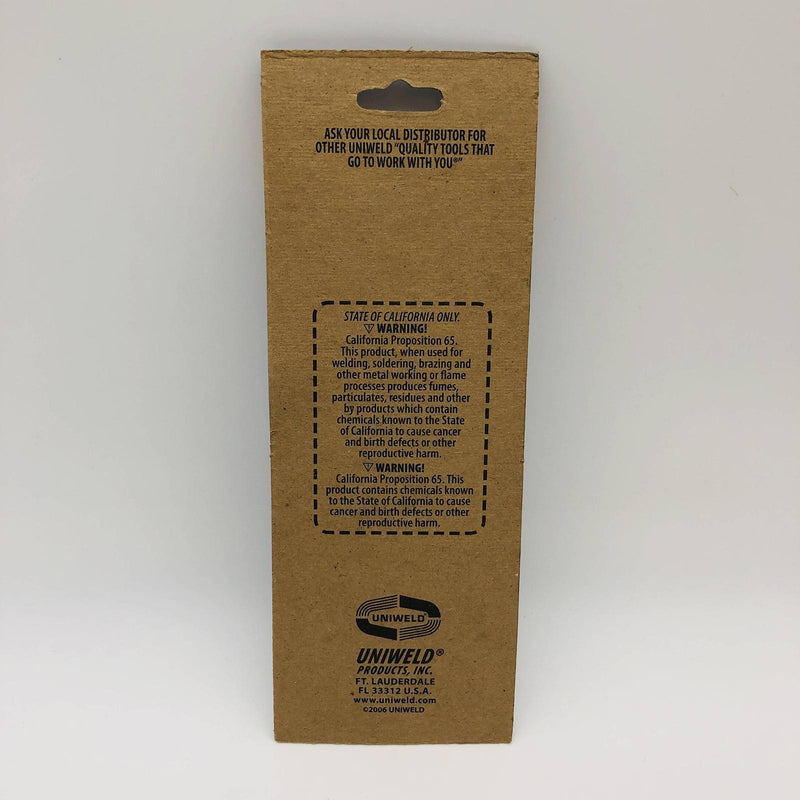 ASK YOUR LOCAL DISTRIBUTOR FOR
OTHER UNIWELD "QUALITY TOOLS THAT
GO TO WORK WITH YOU®"
STATE OF CALIFORNIA ONLY.
WARNING!
California Proposition 65.
This product, when used for
welding, soldering, brazing and
other metal working or flame
processes produces fumes,
particulates, residues and other
by products which contain
chemicals known to the State
of California to cause cancer
and birth defects or other
reproductive harm.
WARNING!
California Proposition 65. This
product contains chemicals known
to the State of California to cause
cancer and birth defects or other
reproductive harm.
UNIWELD
UNIWELD®
PRODUCTS, INC.
FT. LAUDERDALE
FL 33312 U.S.A.
www.uniweld.com
©2006 UNIWELD